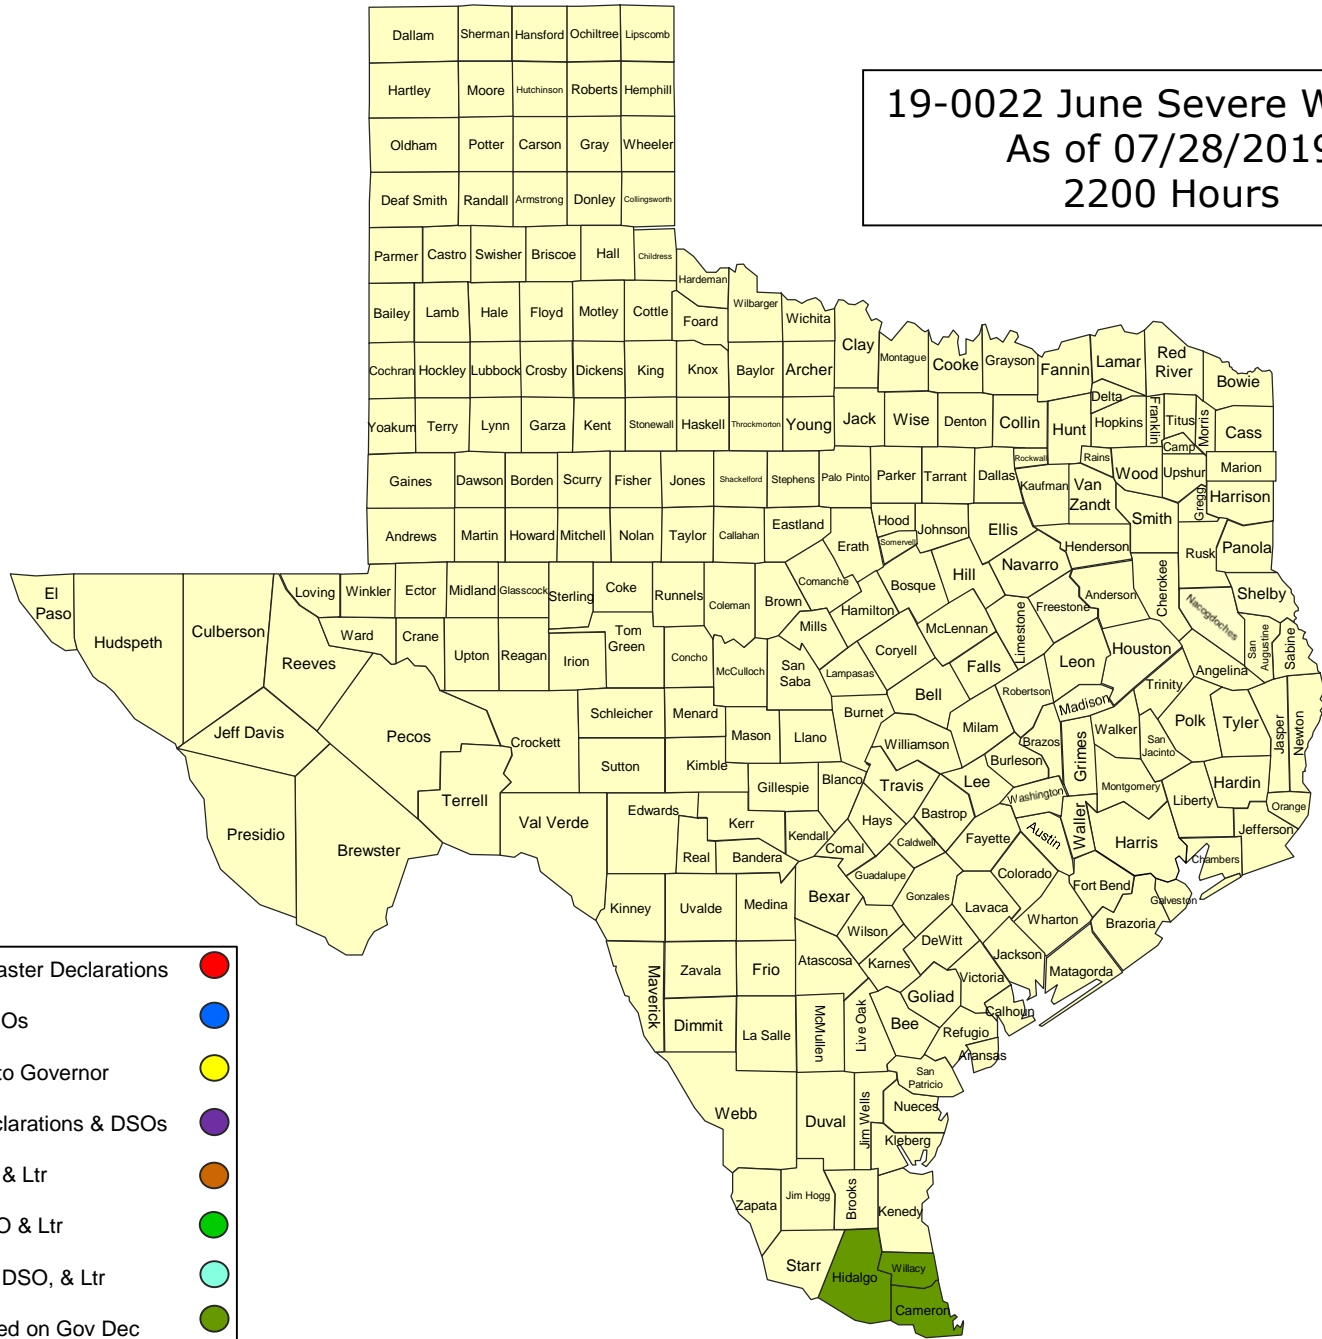 Dallam Sherman Hansford Ochiltree Lipscomb
19-0022 June Severe W
As of 07/28/2019
2200 Hours
Hartley Moore Hutchinson Roberts Hemphill
Oldham Potter Carson Gray Wheeler
Deaf Smith Randall Armstrong Donley Collingsworth
Parmer Castro Swisher Briscoe Hall Childress
Hardeman
Bailey Lamb Hale Floyd Motley Cottle Foard Wilbarger Wichita
Clay Montague Cooke Grayson Fannin Lamar Red River Bowie
Cochran Hockley Lubbock Crosby Dickens King Knox Baylor Archer
Delta
Yoakum Terry Lynn Garza Kent Stonewall Haskell Throckmorton Young Jack Wise Denton Collin Hunt Hopkins Franklin Titus Morris Cass
Camp
Rockwall Rains
Gaines Dawson Borden Scurry Fisher Jones Shackelford Stephens Palo Pinto Parker Tarrant Dallas Kaufman Van Zandt Wood Upshur Marion
Gregg Harrison
Andrews Martin Howard Mitchell Nolan Taylor Callahan Eastland Erath Hood Somervell Johnson Ellis Henderson Smith Rusk Panola
El Paso Hudspeth Culberson Loving Winkler Ector Midland Glasscock Sterling Coke Runnels Coleman Brown Comanche Hamilton Bosque Hill Navarro Freestone Anderson Cherokee Nacogdoches Shelby
Reeves Ward Crane Upton Reagan Irion Tom Green Concho McCulloch San Saba Mills Lampasas Coryell McLennan Limestone Falls Leon Houston Angelina San Augustine Sabine
Jeff Davis Pecos Crockett Schleicher Menard Mason Llano Burnet Bell Milam Robertson Madison Trinity Walker San Jacinto Polk Tyler Jasper Newton
Williamson Brazos Grimes
Sutton Kimble Gillespie Blanco Travis Lee Burleson Washington Montgomery Liberty Hardin Orange
Presidio Brewster Terrell Val Verde Edwards Kerr Kendall Hays Bastrop Caldwell Fayette Austin Waller Harris Jefferson
Real Bandera Comal Guadalupe Gonzales Colorado Fort Bend Chambers Galveston
Kinney Uvalde Medina Bexar Wilson Lavaca Wharton Brazoria
Maverick Zavala Frio Atascosa Karnes DeWitt Jackson Matagorda
Victoria
Goliad
Dimmit La Salle McMullen Live Oak Bee Refugio Calhoun
Aransas
San Patricio
Webb Duval Jim Wells Nueces
Kleberg
Zapata Jim Hogg Brooks Kenedy
Starr Hidalgo Willacy
Cameron
aster Declarations
Os
to Governor
clarations & DSOs
& Ltr
O & Ltr
DSO, & Ltr
ed on Gov Dec